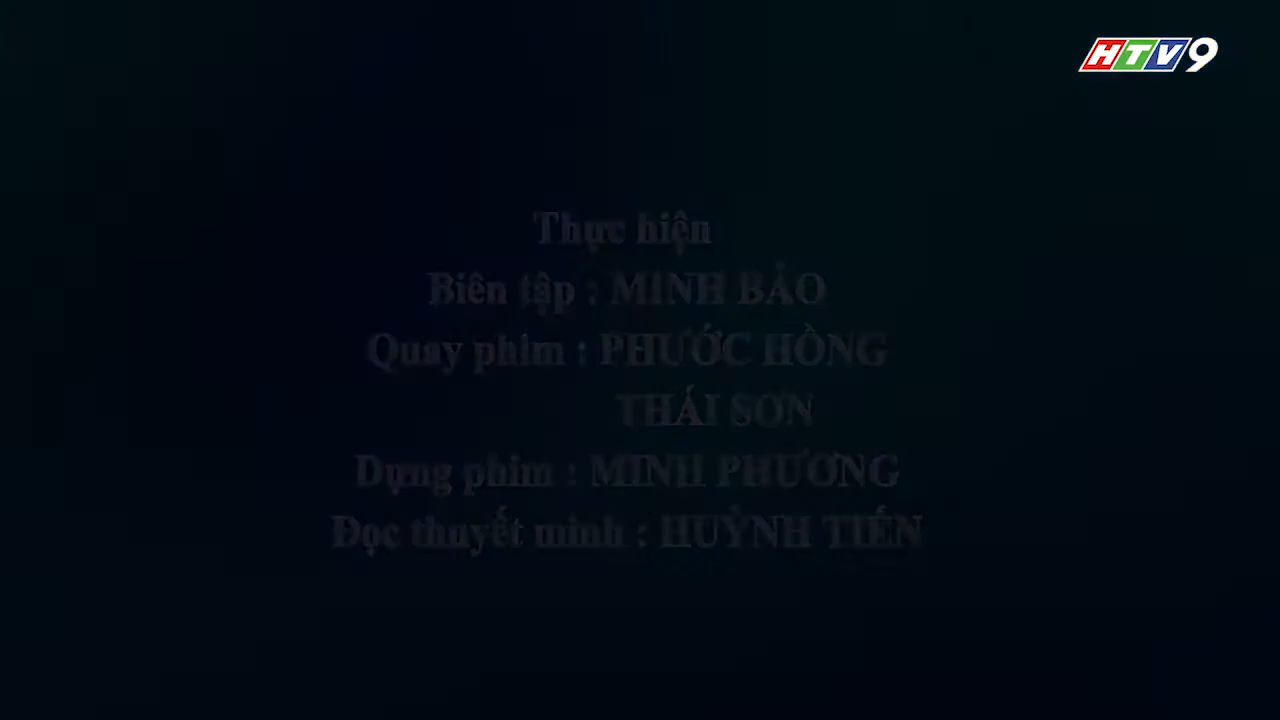 HTV9
Thực hiện
Biên tập : MINH BẢO
Quay phim : PHƯỚC HỒNG
THÁI SƠN
Dựng phim : MINH PHƯƠNG
Đọc thuyết minh : HUỲNH TIẾN